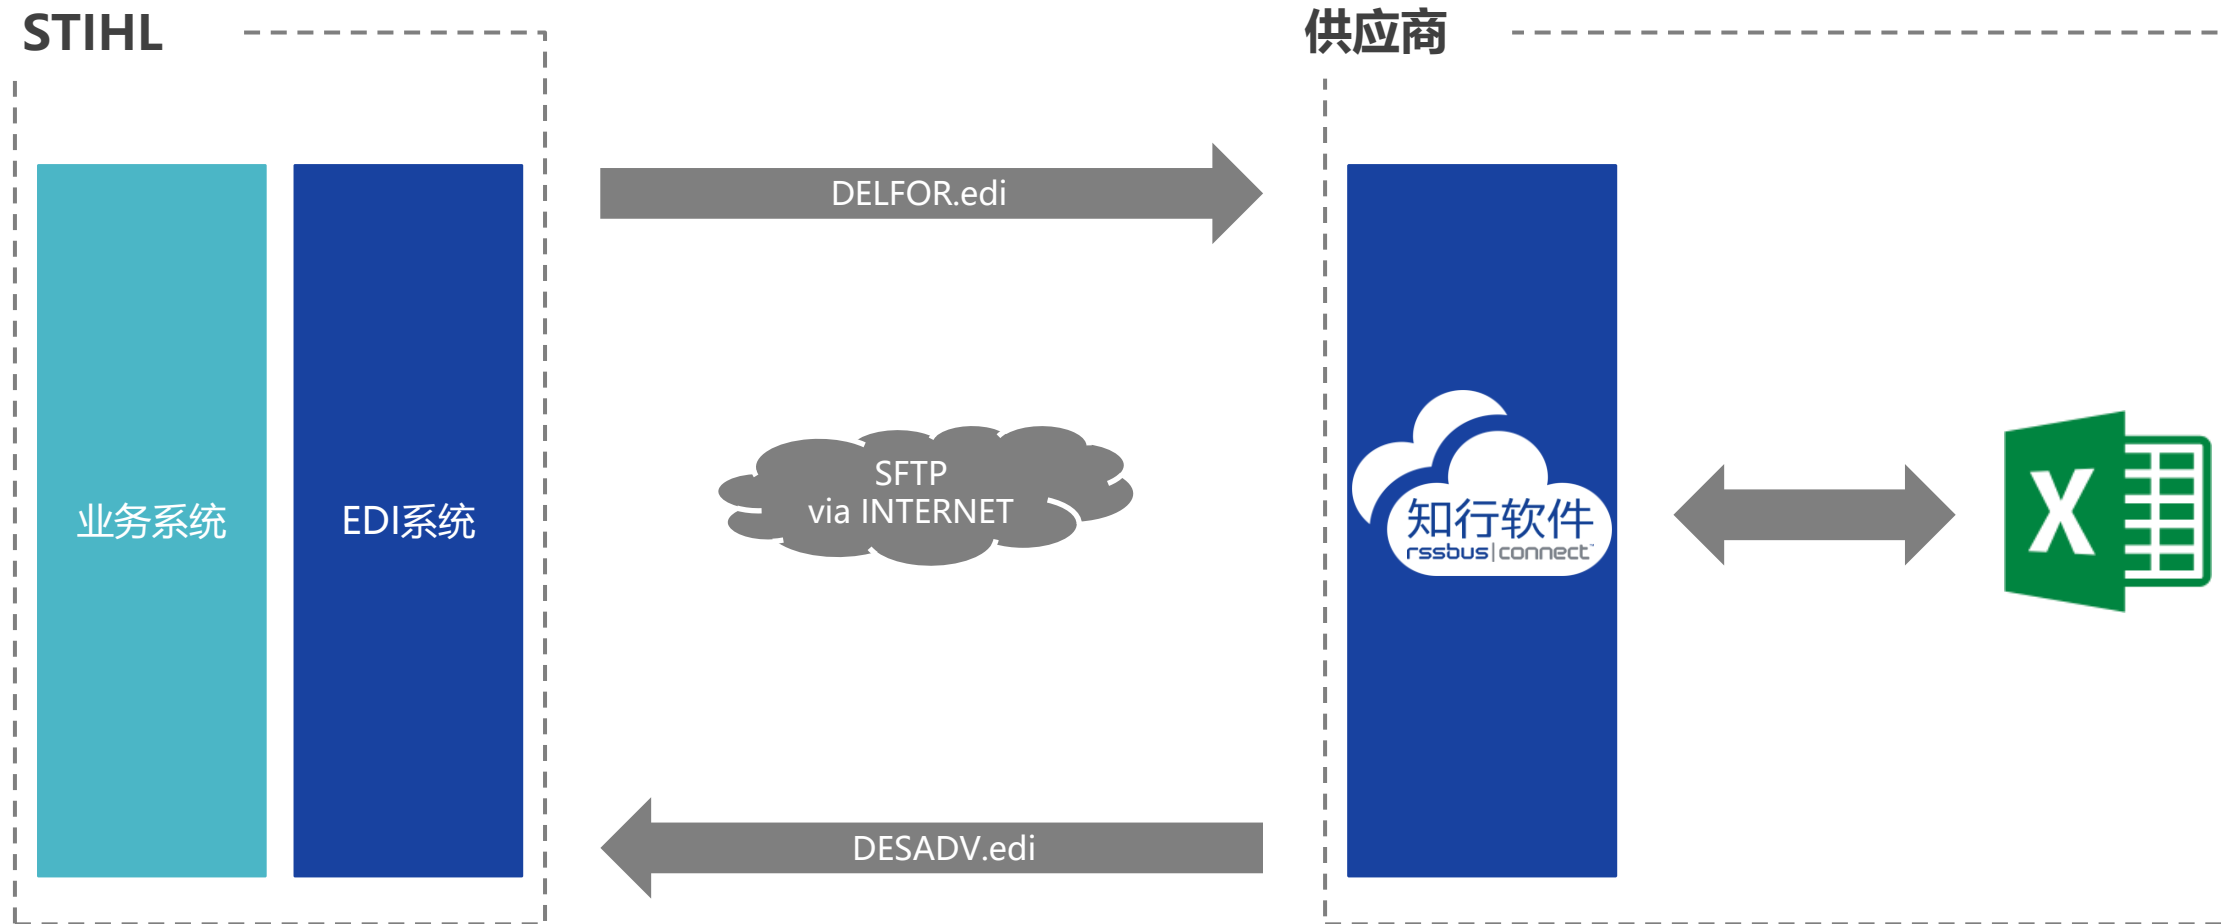 STIHL
供应商
DELFOR.edi
业务系统
EDI系统
SFTP
via INTERNET
知行软件
rssbus|connect™
DESADV.edi